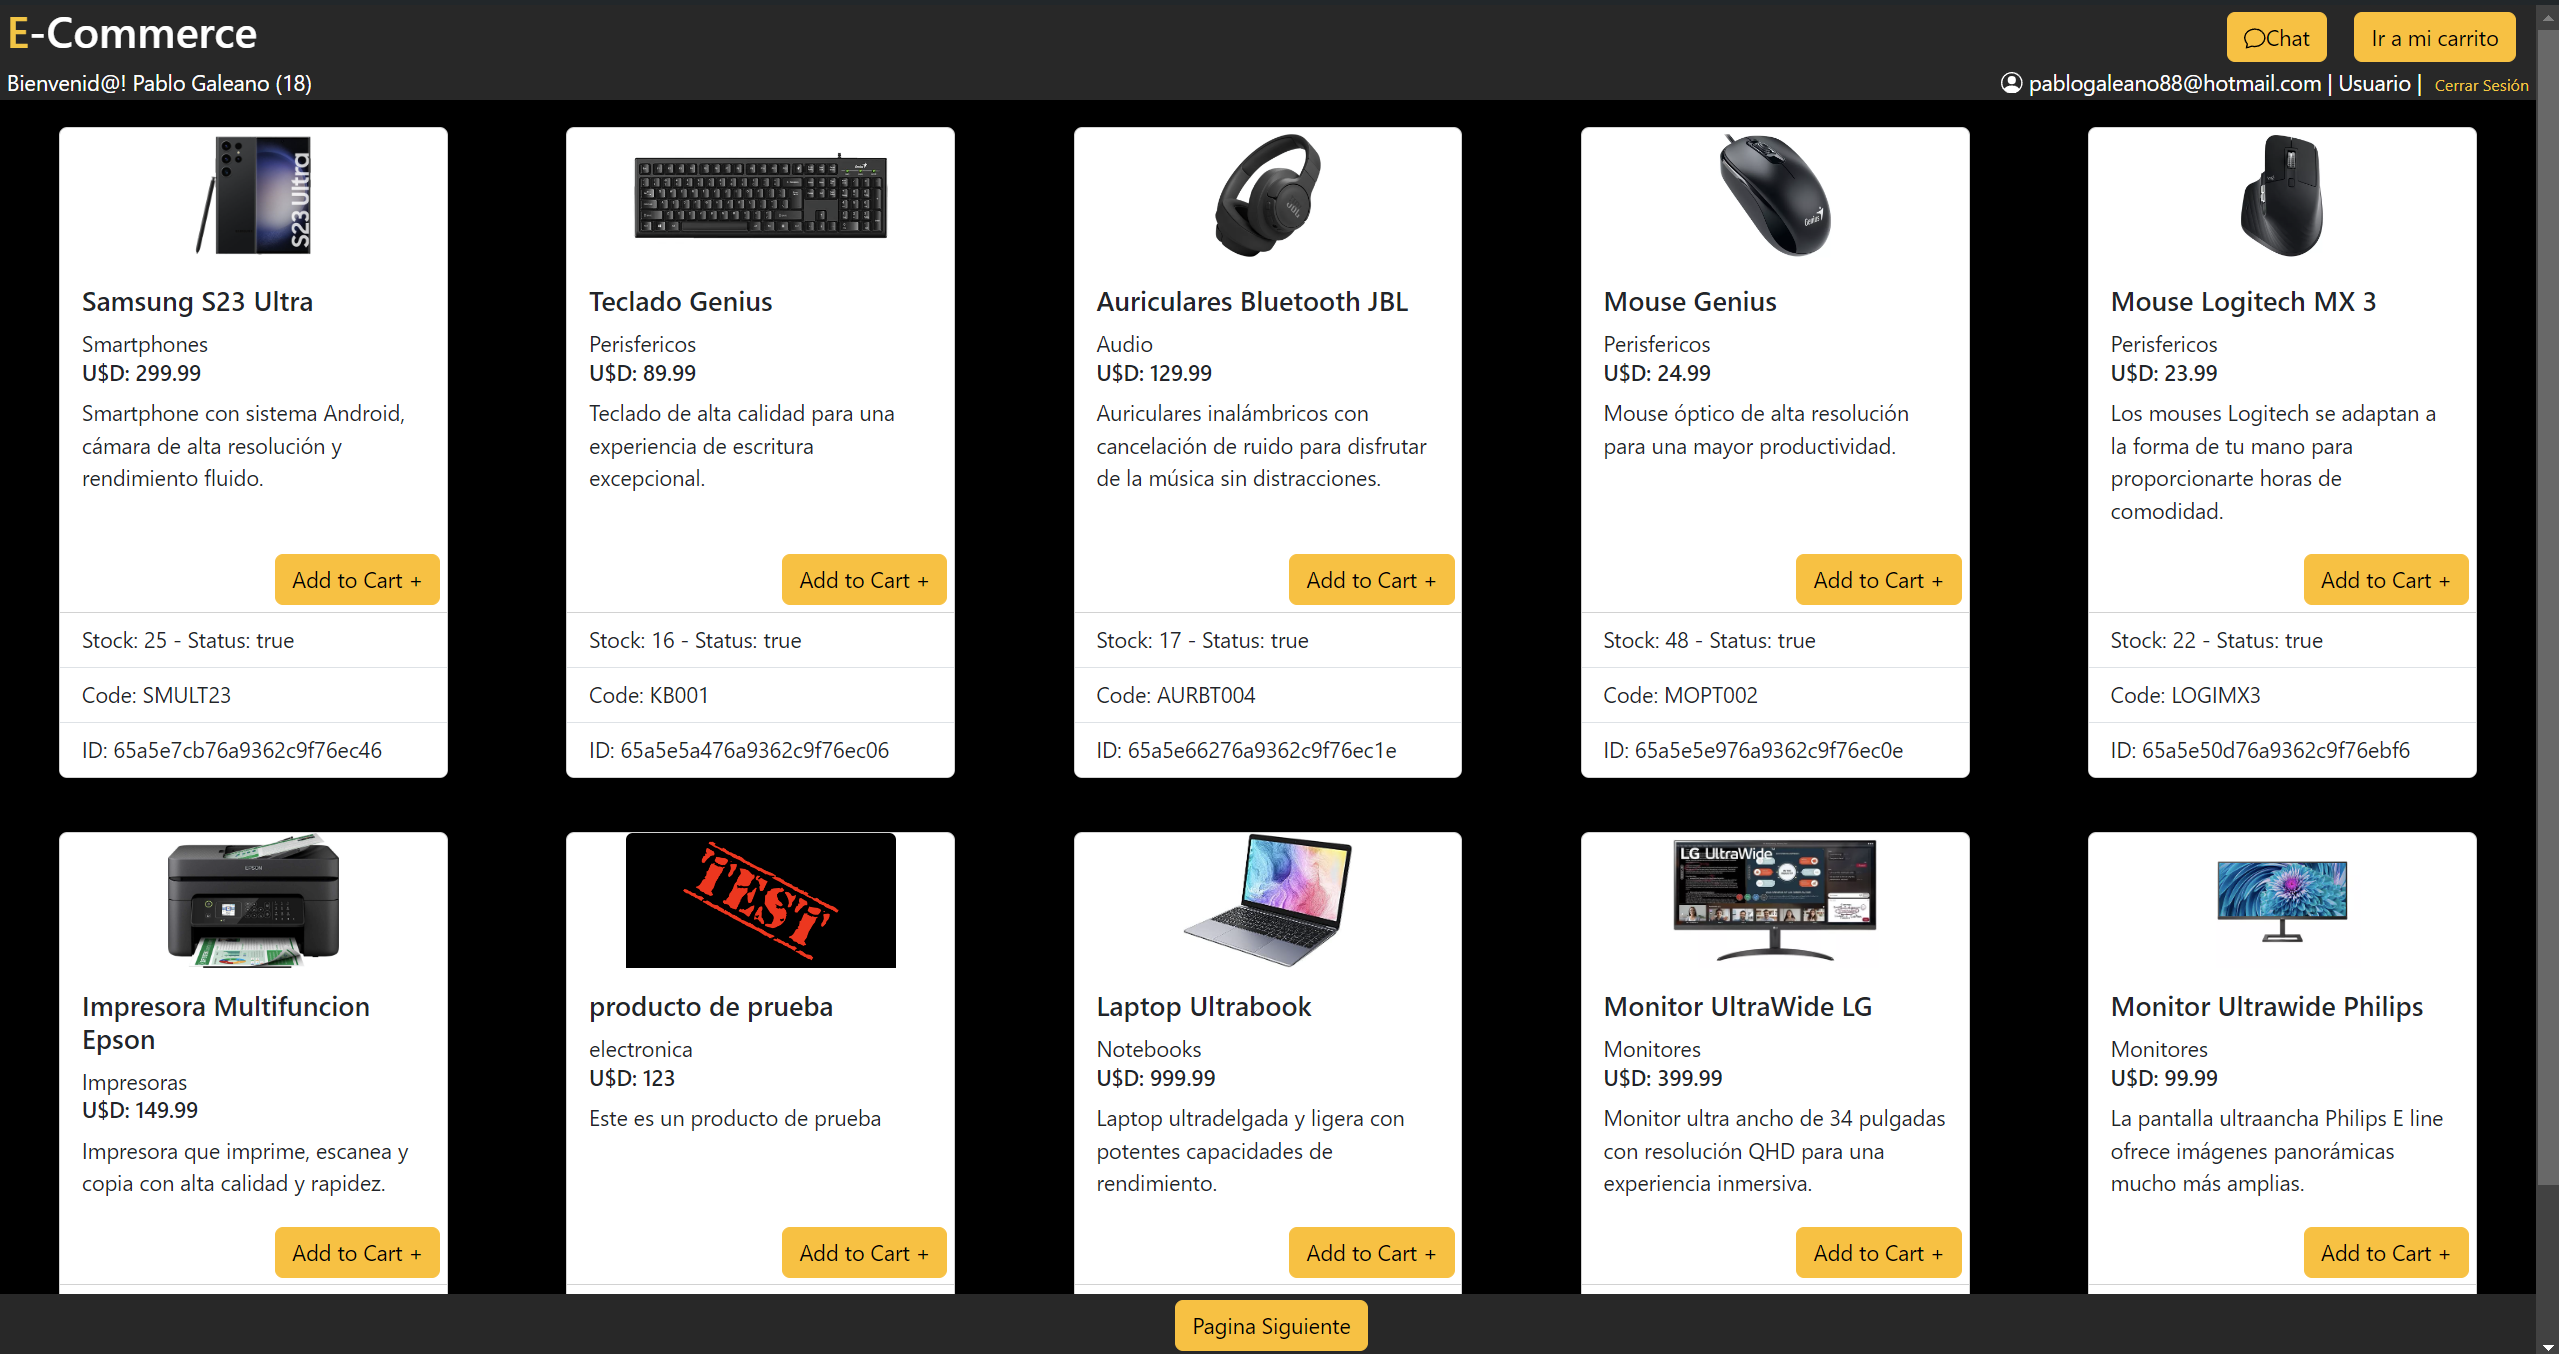 E-Commerce
Chat
Ir a mi carrito
Bienvenid@! Pablo Galeano (18)
pablogaleano88@hotmail.com | Usuario | Cerrar Sesión
S23 Ultra
Samsung S23 Ultra
Smartphones
U$D: 299.99
Smartphone con sistema Android,
cámara de alta resolución y
rendimiento fluido.
Add to Cart +
Stock: 25 - Status: true
Code: SMULT23
ID: 65a5e7cb76a9362c9f76ec46
Teclado Genius
Perisfericos
U$D: 89.99
Teclado de alta calidad para una
experiencia de escritura
excepcional.
Add to Cart +
Stock: 16 - Status: true
Code: KB001
ID: 65a5e5a476a9362c9f76ec06
JBL
Auriculares Bluetooth JBL
Audio
U$D: 129.99
Auriculares inalámbricos con
cancelación de ruido para disfrutar
de la música sin distracciones.
Add to Cart +
Stock: 17 - Status: true
Code: AURBT004
ID: 65a5e66276a9362c9f76ec1e
Genius
Mouse Genius
Perisfericos
U$D: 24.99
Mouse óptico de alta resolución
para una mayor productividad.
Add to Cart +
Stock: 48 - Status: true
Code: MOPT002
ID: 65a5e5e976a9362c9f76ec0e
Mouse Logitech MX 3
Perisfericos
U$D: 23.99
Los mouses Logitech se adaptan a
la forma de tu mano para
proporcionarte horas de
comodidad.
Add to Cart +
Stock: 22 - Status: true
Code: LOGIMX3
ID: 65a5e50d76a9362c9f76ebf6
EPSON
Impresora Multifuncion
Epson
Impresoras
U$D: 149.99
Impresora que imprime, escanea y
copia con alta calidad y rapidez.
Add to Cart +
TEST
producto de prueba
electronica
U$D: 123
Este es un producto de prueba
Add to Cart +
Laptop Ultrabook
Notebooks
U$D: 999.99
Laptop ultradelgada y ligera con
potentes capacidades de
rendimiento.
Add to Cart +
LG UltraWide
Monitor UltraWide LG
Monitores
U$D: 399.99
Monitor ultra ancho de 34 pulgadas
con resolución QHD para una
experiencia inmersiva.
Add to Cart +
Monitor Ultrawide Philips
Monitores
U$D: 99.99
La pantalla ultraancha Philips E line
ofrece imágenes panorámicas
mucho más amplias.
Add to Cart +
Pagina Siguiente